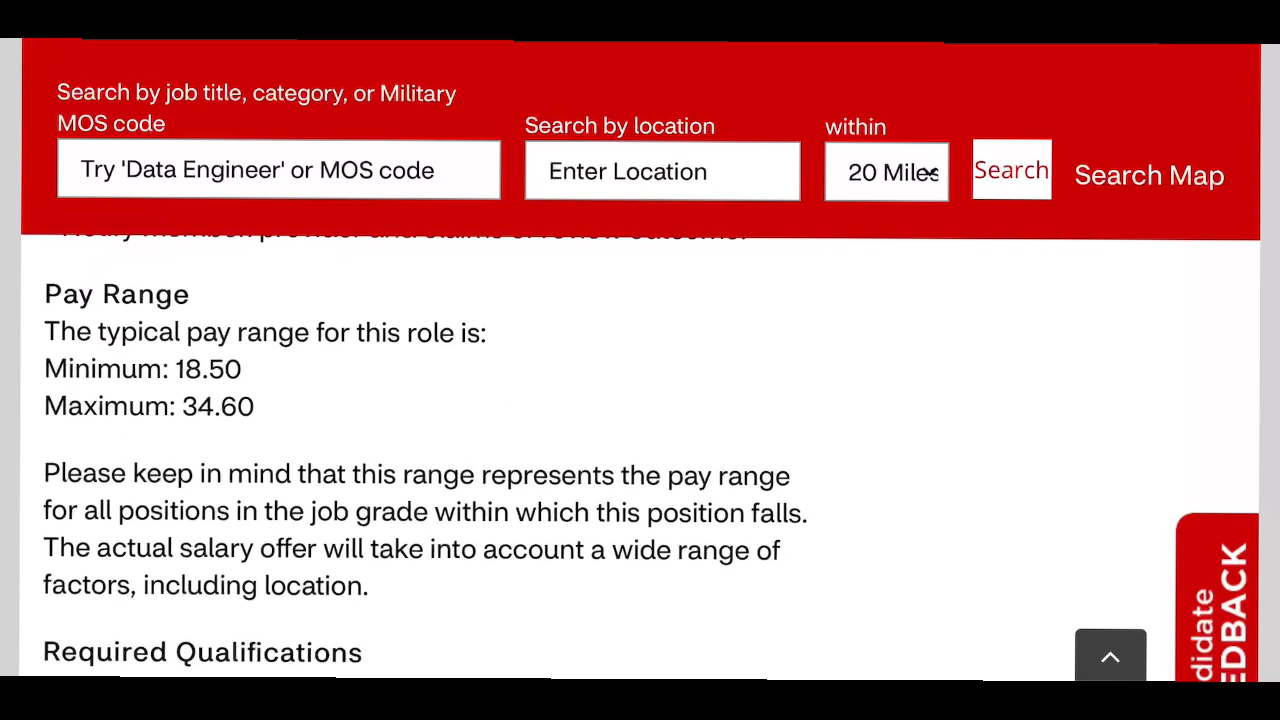 Search by job title, category, or Military
MOS code
Search by location
within
Try 'Data Engineer' or MOS code
Enter Location
20 Miles
Search
Search Map
Pay Range
The typical pay range for this role is:
Minimum: 18.50
Maximum: 34.60
Please keep in mind that this range represents the pay range
for all positions in the job grade within which this position falls.
The actual salary offer will take into account a wide range of
factors, including location.
Required Qualifications